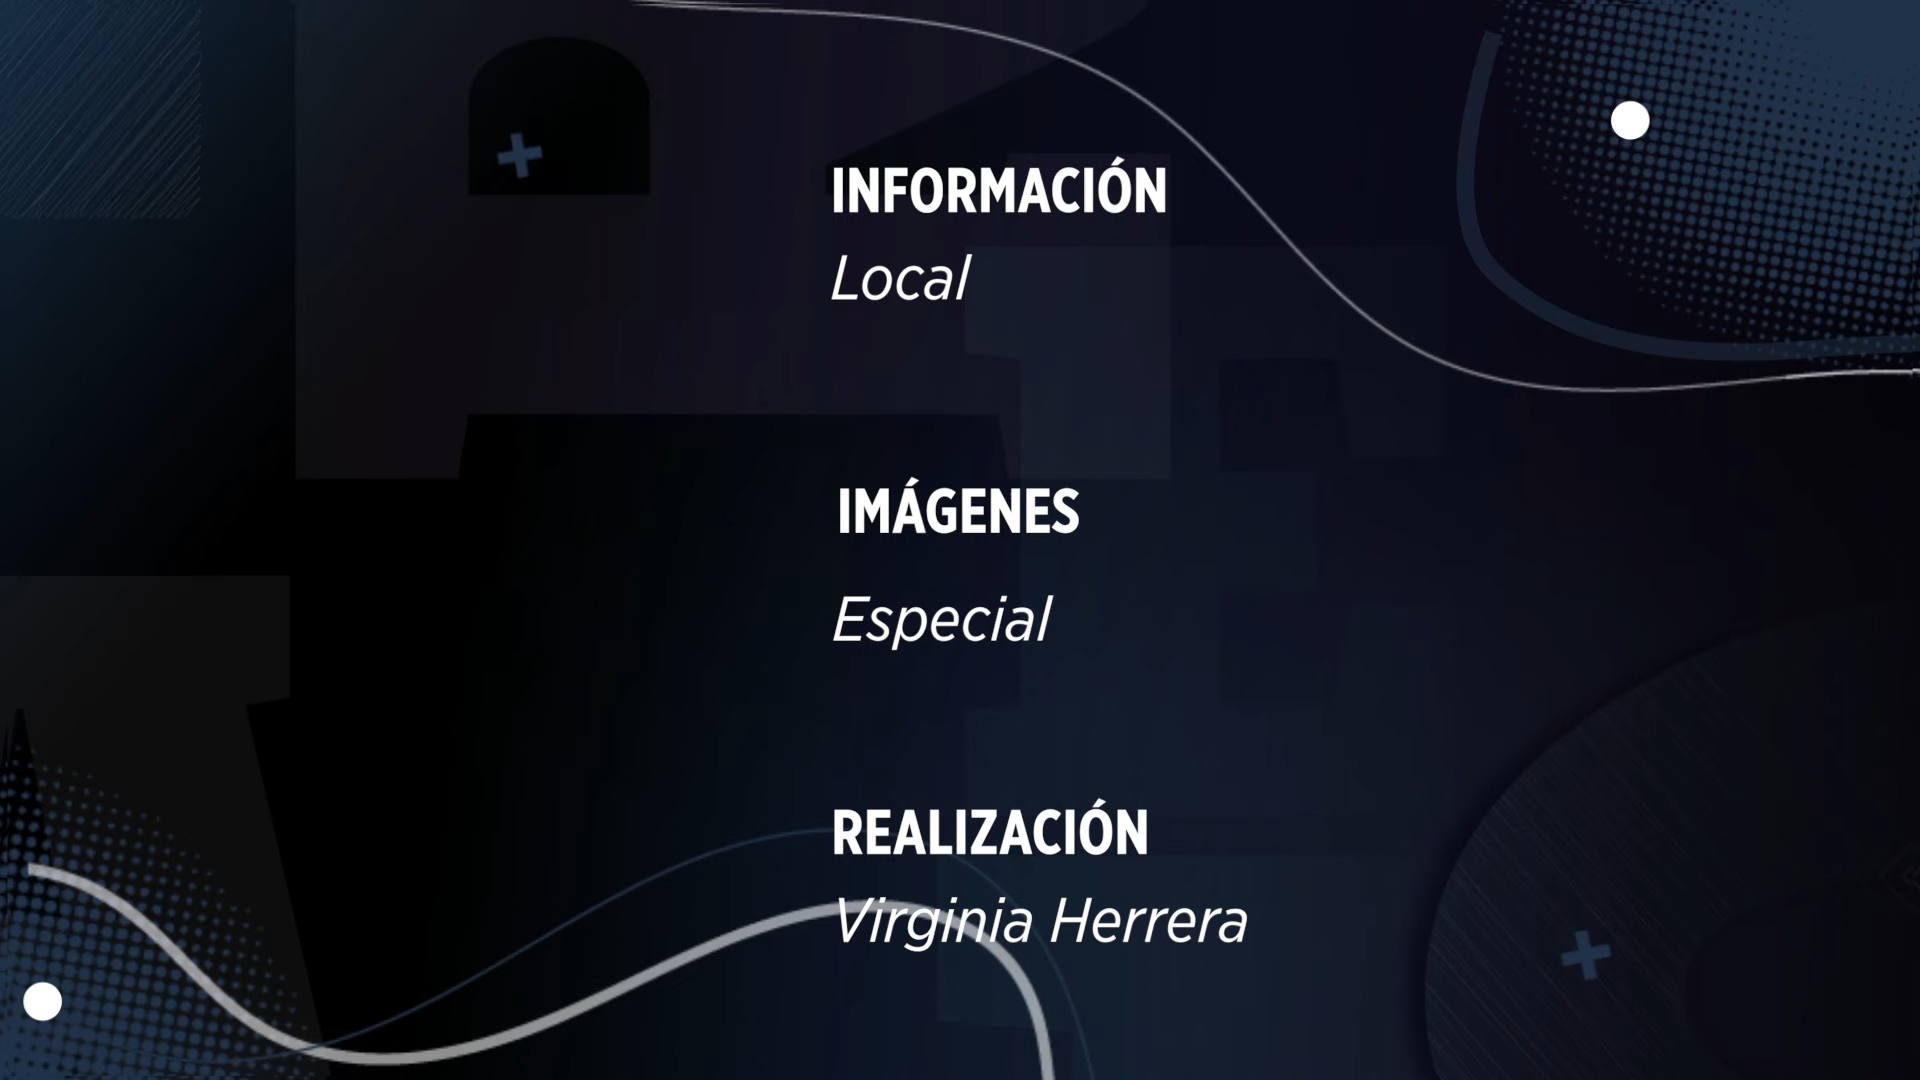 INFORMACIÓN
Local
IMÁGENES
Especial
REALIZACIÓN
Virginia Herrera